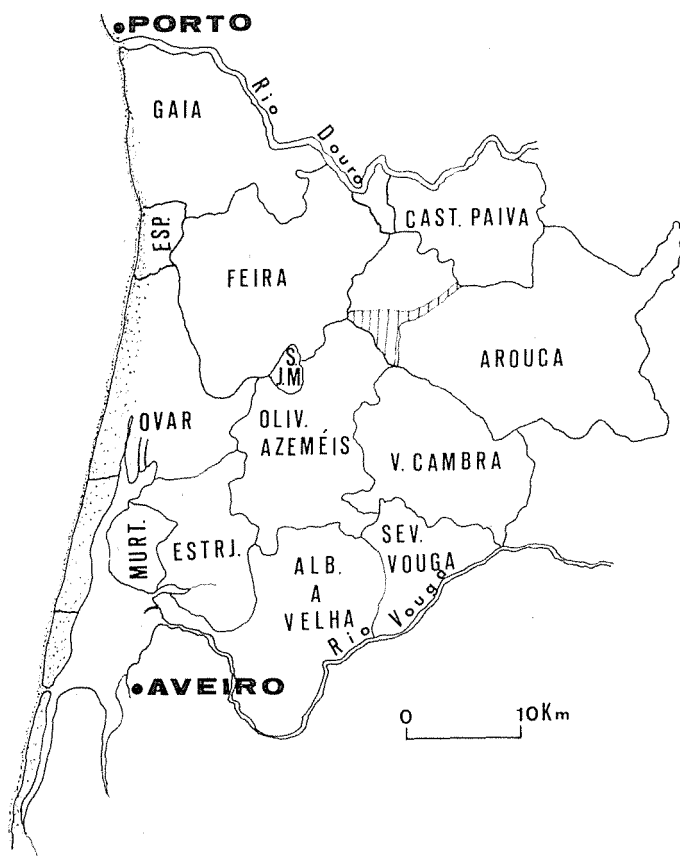 PORTO
GAIA
Rio Douro
ESP.
CAST. PAIVA
FEIRA
S.
J.M
AROUCA
OVAR
OLIV.
AZEMÉIS
V. CAMBRA
MURT.
ESTRJ.
SEV.
VOUGA
ALB.
A
VELHA
Rio Vouga
AVEIRO
0 10Km